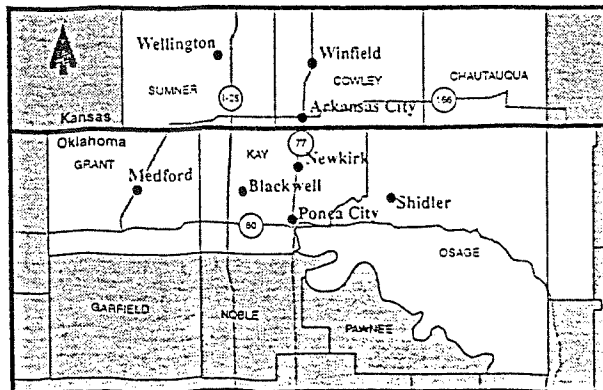 Wellington
Winfield
SUMNER
COWLEY
CHAUTAUQUA
I-35
166
Arkansas City
Kansas
Oklahoma
77
GRANT
KAY
Newkirk
Medford
Blackwell
Shidler
Ponca City
60
OSAGE
GARFIELD
NOBLE
PAWNEE